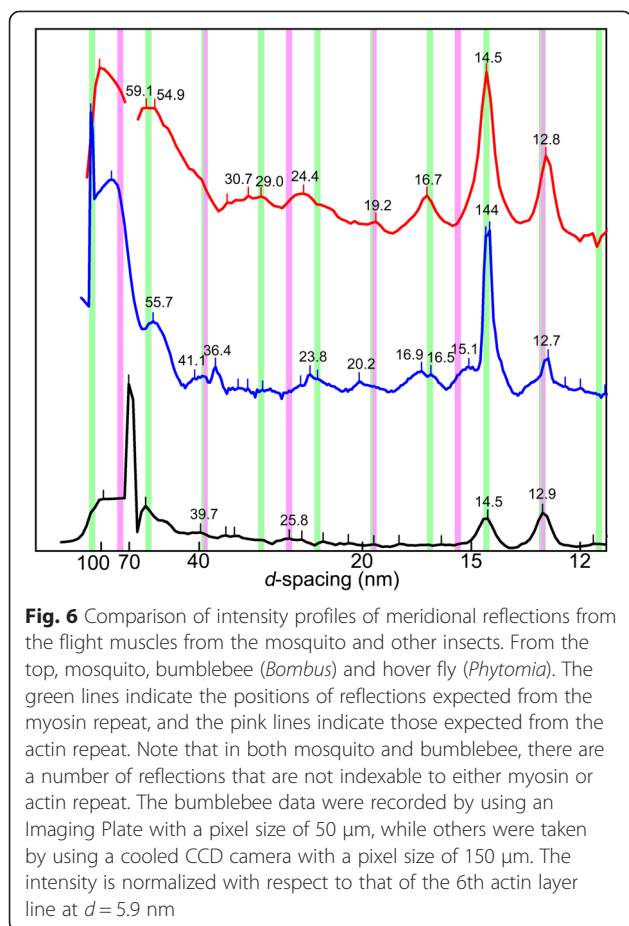 59.1 54.9
30.7 29.0 24.4
19.2
16.7
14.5
12.8
55.7
41.1 36.4
23.8
20.2
16.9 16.5 15.1
144
12.7
39.7
25.8
14.5
12.9
100 70 40 20 15 12
d-spacing (nm)
Fig. 6 Comparison of intensity profiles of meridional reflections from
the flight muscles from the mosquito and other insects. From the
top, mosquito, bumblebee (Bombus) and hover fly (Phytomia). The
green lines indicate the positions of reflections expected from the
myosin repeat, and the pink lines indicate those expected from the
actin repeat. Note that in both mosquito and bumblebee, there are
a number of reflections that are not indexable to either myosin or
actin repeat. The bumblebee data were recorded by using an
Imaging Plate with a pixel size of 50 μm, while others were taken
by using a cooled CCD camera with a pixel size of 150 μm. The
intensity is normalized with respect to that of the 6th actin layer
line at d = 5.9 nm